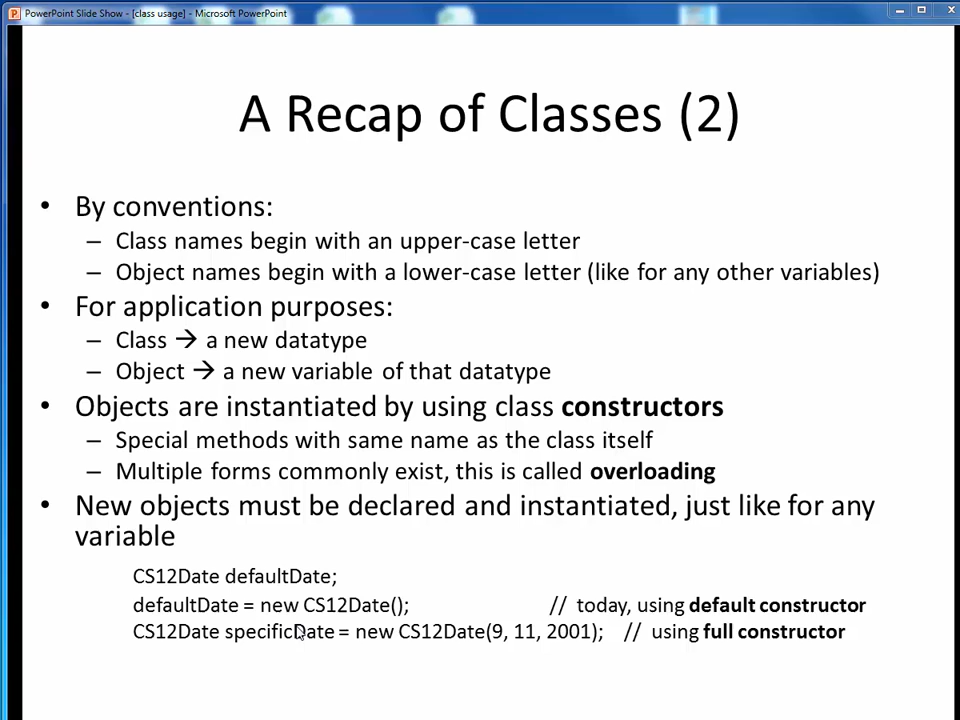 PowerPoint Slide Show - [class usage] - Microsoft PowerPoint
A Recap of Classes (2)
• By conventions:
– Class names begin with an upper-case letter
– Object names begin with a lower-case letter (like for any other variables)
• For application purposes:
– Class → a new datatype
– Object → a new variable of that datatype
• Objects are instantiated by using class constructors
– Special methods with same name as the class itself
– Multiple forms commonly exist, this is called overloading
• New objects must be declared and instantiated, just like for any
variable
CS12Date defaultDate;
defaultDate = new CS12Date(); // today, using default constructor
CS12Date specificDate = new CS12Date(9, 11, 2001); // using full constructor